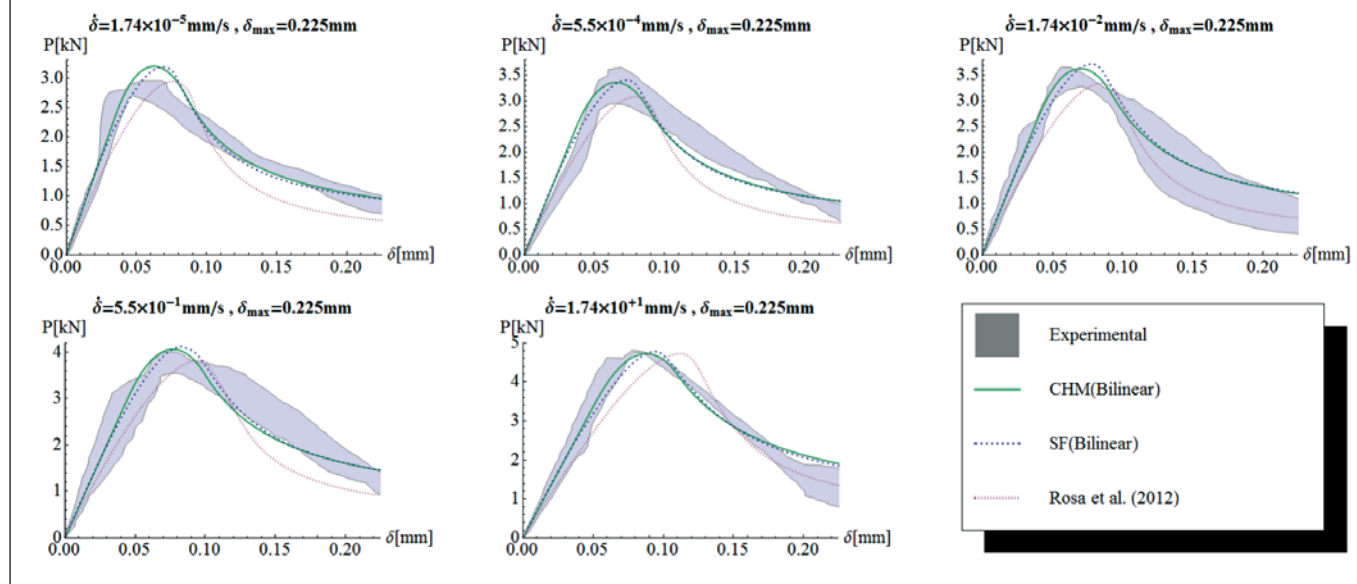 δ̇=1.74×10⁻⁵mm/s , δmax=0.225mm
P[kN]
3.0
2.5
2.0
1.5
1.0
0.5
0.0
0.00 0.05 0.10 0.15 0.20 δ[mm]
δ̇=5.5×10⁻⁴mm/s , δmax=0.225mm
P[kN]
3.5
3.0
2.5
2.0
1.5
1.0
0.5
0.0
0.00 0.05 0.10 0.15 0.20 δ[mm]
δ̇=1.74×10⁻²mm/s , δmax=0.225mm
P[kN]
3.5
3.0
2.5
2.0
1.5
1.0
0.5
0.0
0.00 0.05 0.10 0.15 0.20 δ[mm]
δ̇=5.5×10⁻¹mm/s , δmax=0.225mm
P[kN]
4
3
2
1
0
0.00 0.05 0.10 0.15 0.20 δ[mm]
δ̇=1.74×10⁺¹mm/s , δmax=0.225mm
P[kN]
5
4
3
2
1
0
0.00 0.05 0.10 0.15 0.20 δ[mm]
Experimental
CHM(Bilinear)
SF(Bilinear)
Rosa et al. (2012)